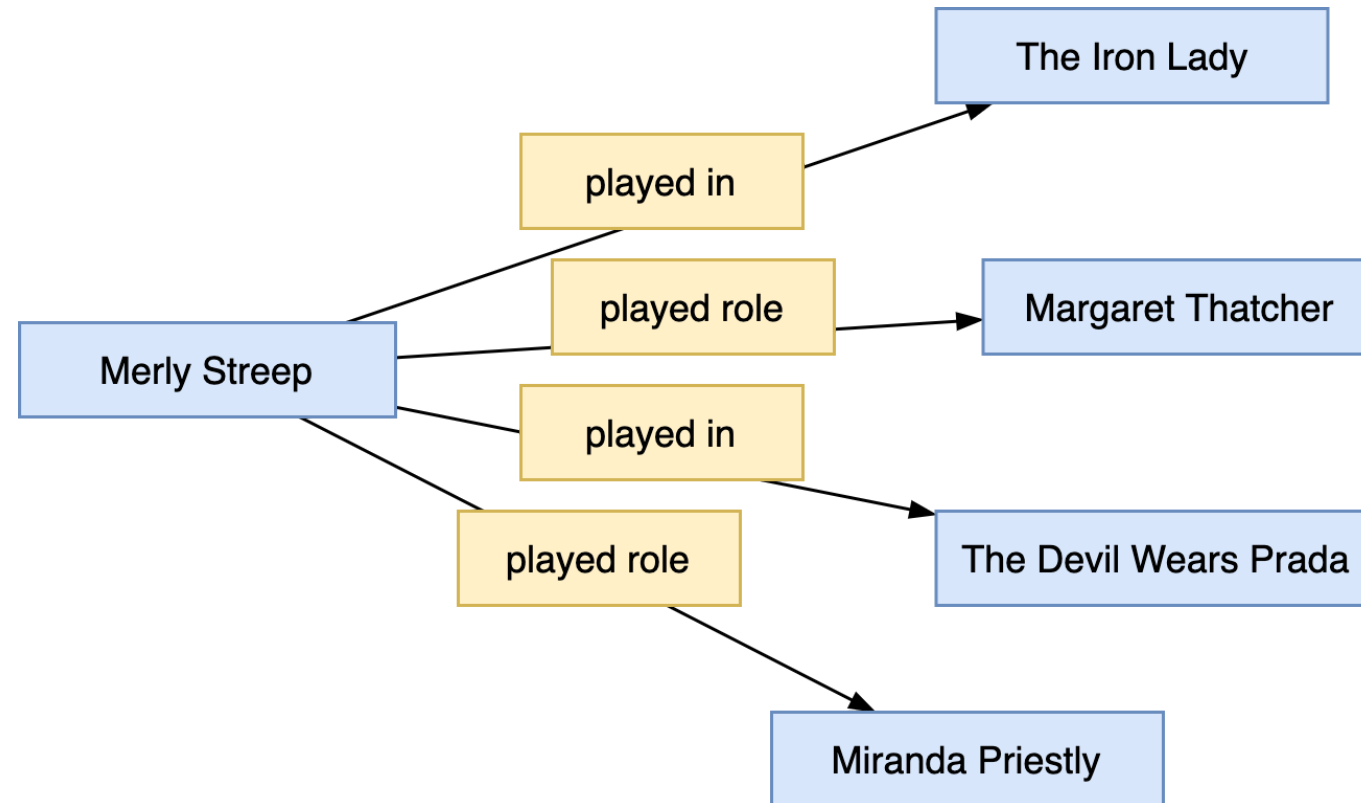 The Iron Lady
played in
played role
Margaret Thatcher
Merly Streep
played in
played role
The Devil Wears Prada
Miranda Priestly